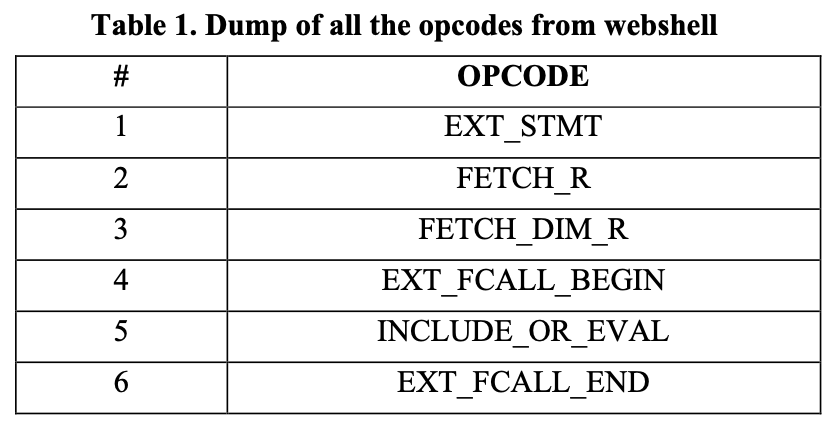 Table 1. Dump of all the opcodes from webshell
# OPCODE
1 EXT_STMT
2 FETCH_R
3 FETCH_DIM_R
4 EXT_FCALL_BEGIN
5 INCLUDE_OR_EVAL
6 EXT_FCALL_END